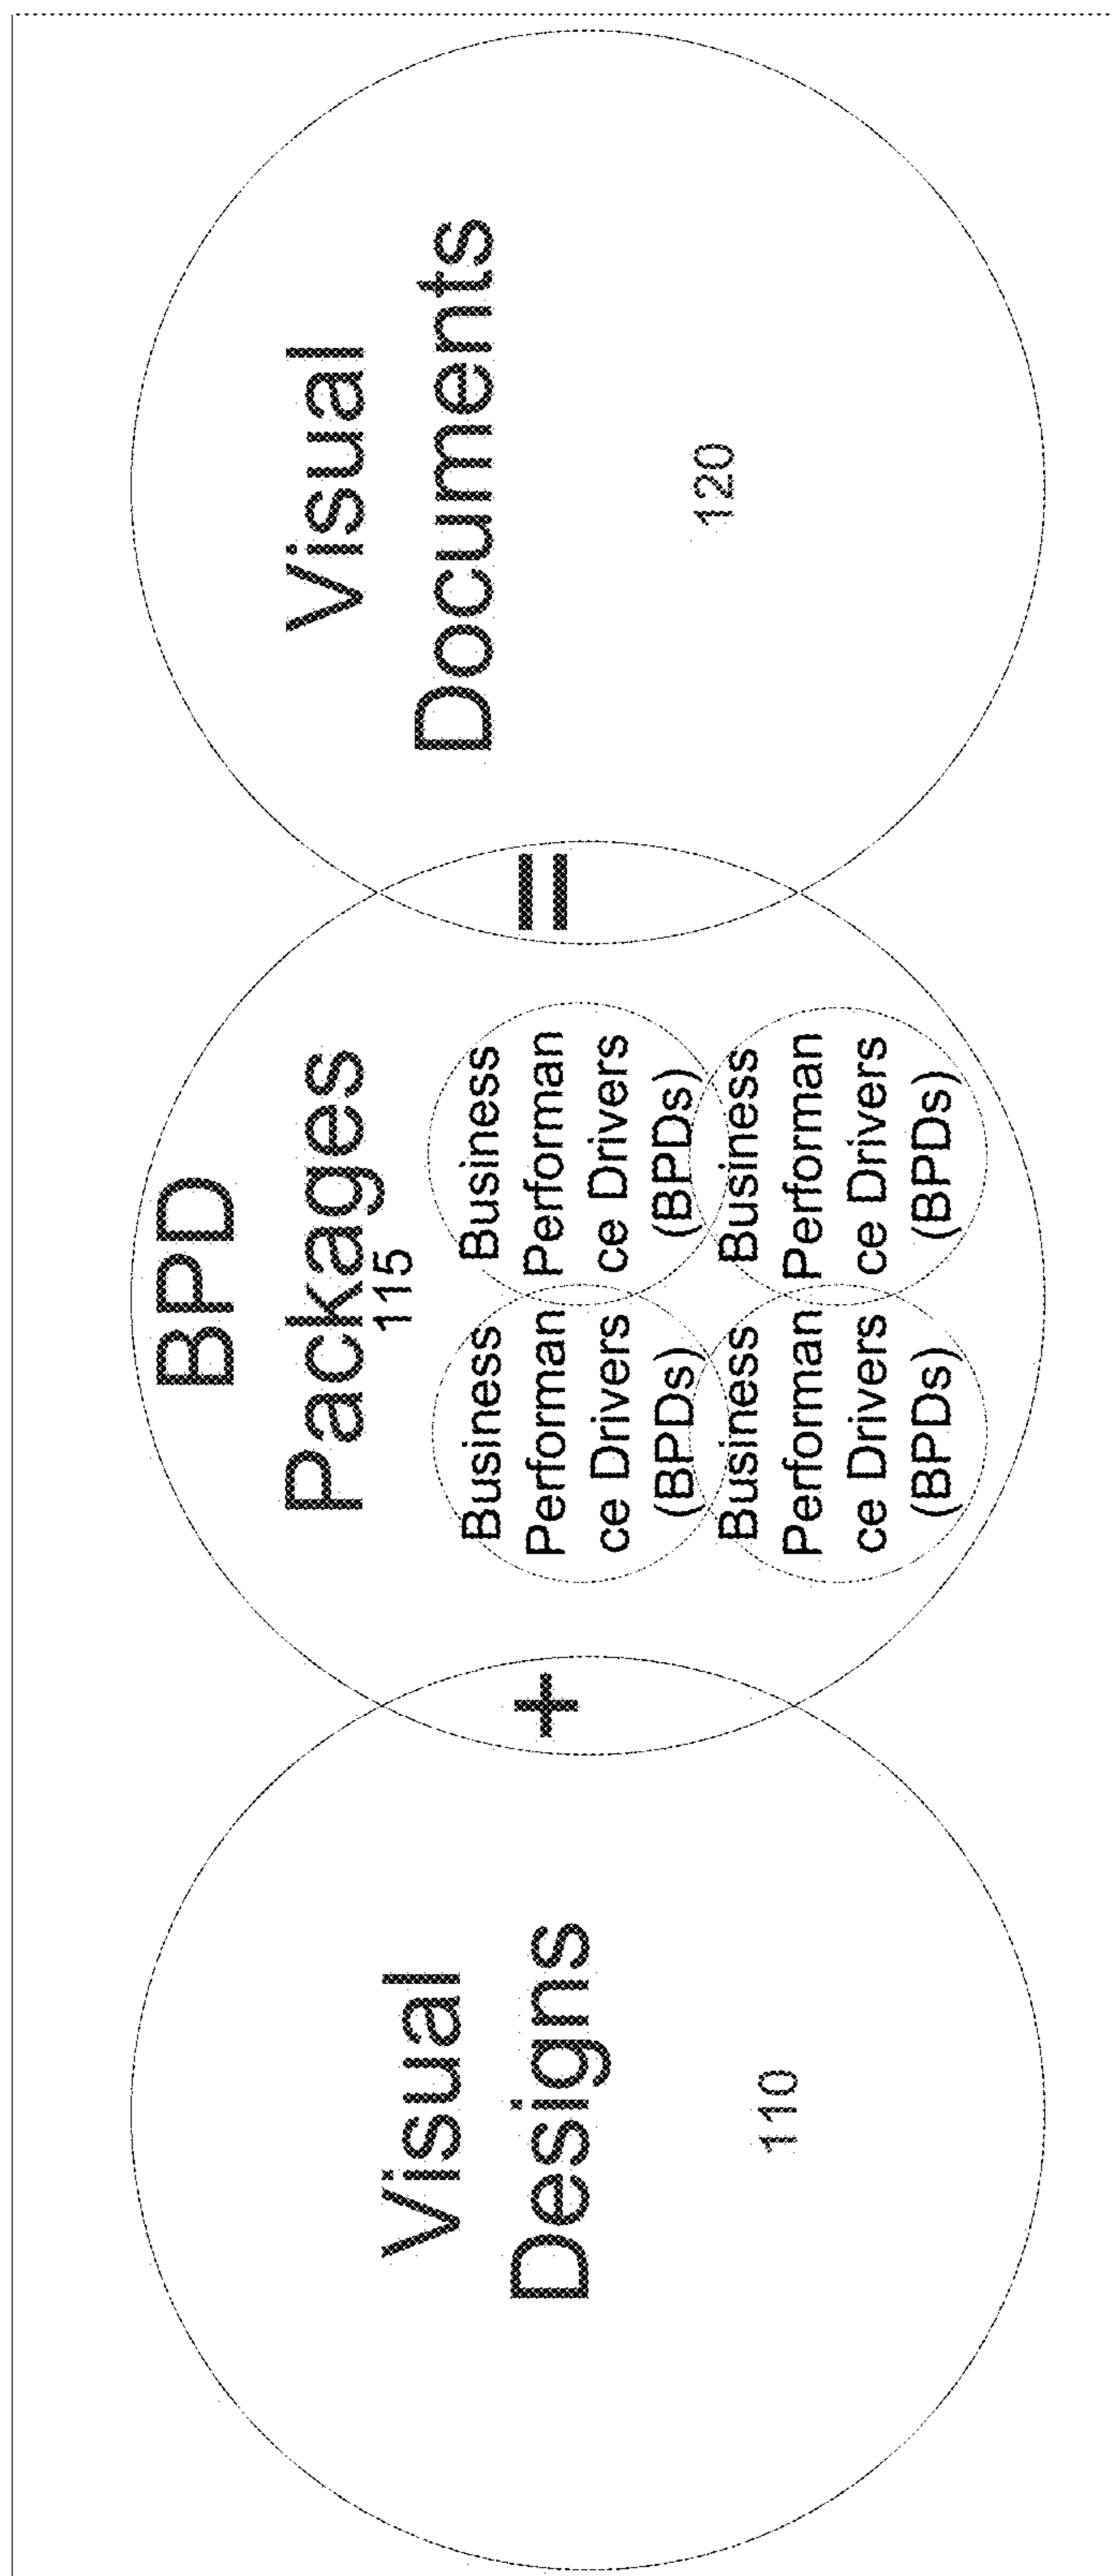 Visual
Designs
110
+
BPD
Packages
115
Business
Performan
ce Drivers
(BPDs)
Business
Performan
ce Drivers
(BPDs)
Business
Performan
ce Drivers
(BPDs)
Business
Performan
ce Drivers
(BPDs)
=
Visual
Documents
120